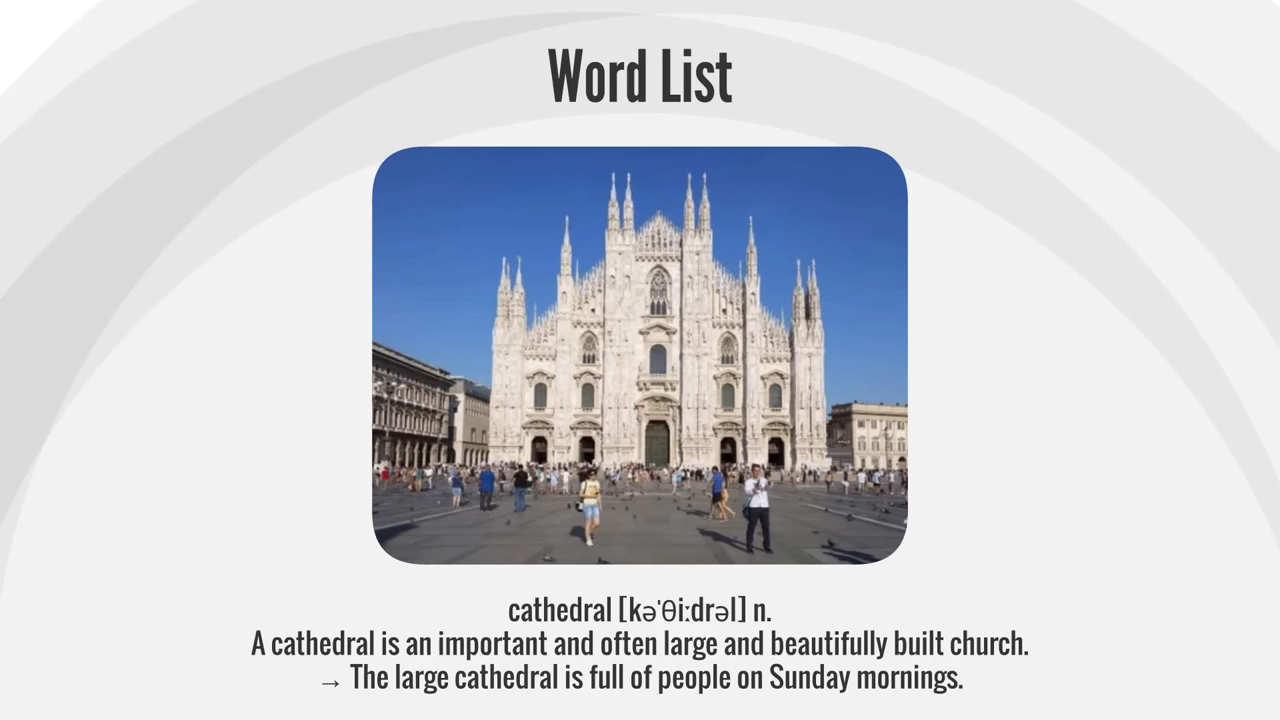 Word List
cathedral [kəˈθiːdrəl] n.
A cathedral is an important and often large and beautifully built church.
→ The large cathedral is full of people on Sunday mornings.